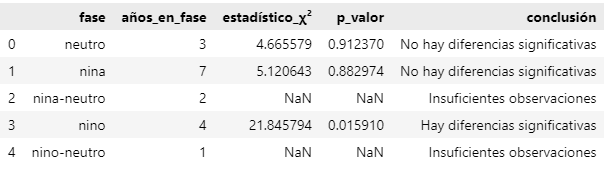 fase años_en_fase estadístico_χ² p_valor conclusión
0 neutro 3 4.665579 0.912370 No hay diferencias significativas
1 nina 7 5.120643 0.882974 No hay diferencias significativas
2 nina-neutro 2 NaN NaN Insuficientes observaciones
3 nino 4 21.845794 0.015910 Hay diferencias significativas
4 nino-neutro 1 NaN NaN Insuficientes observaciones